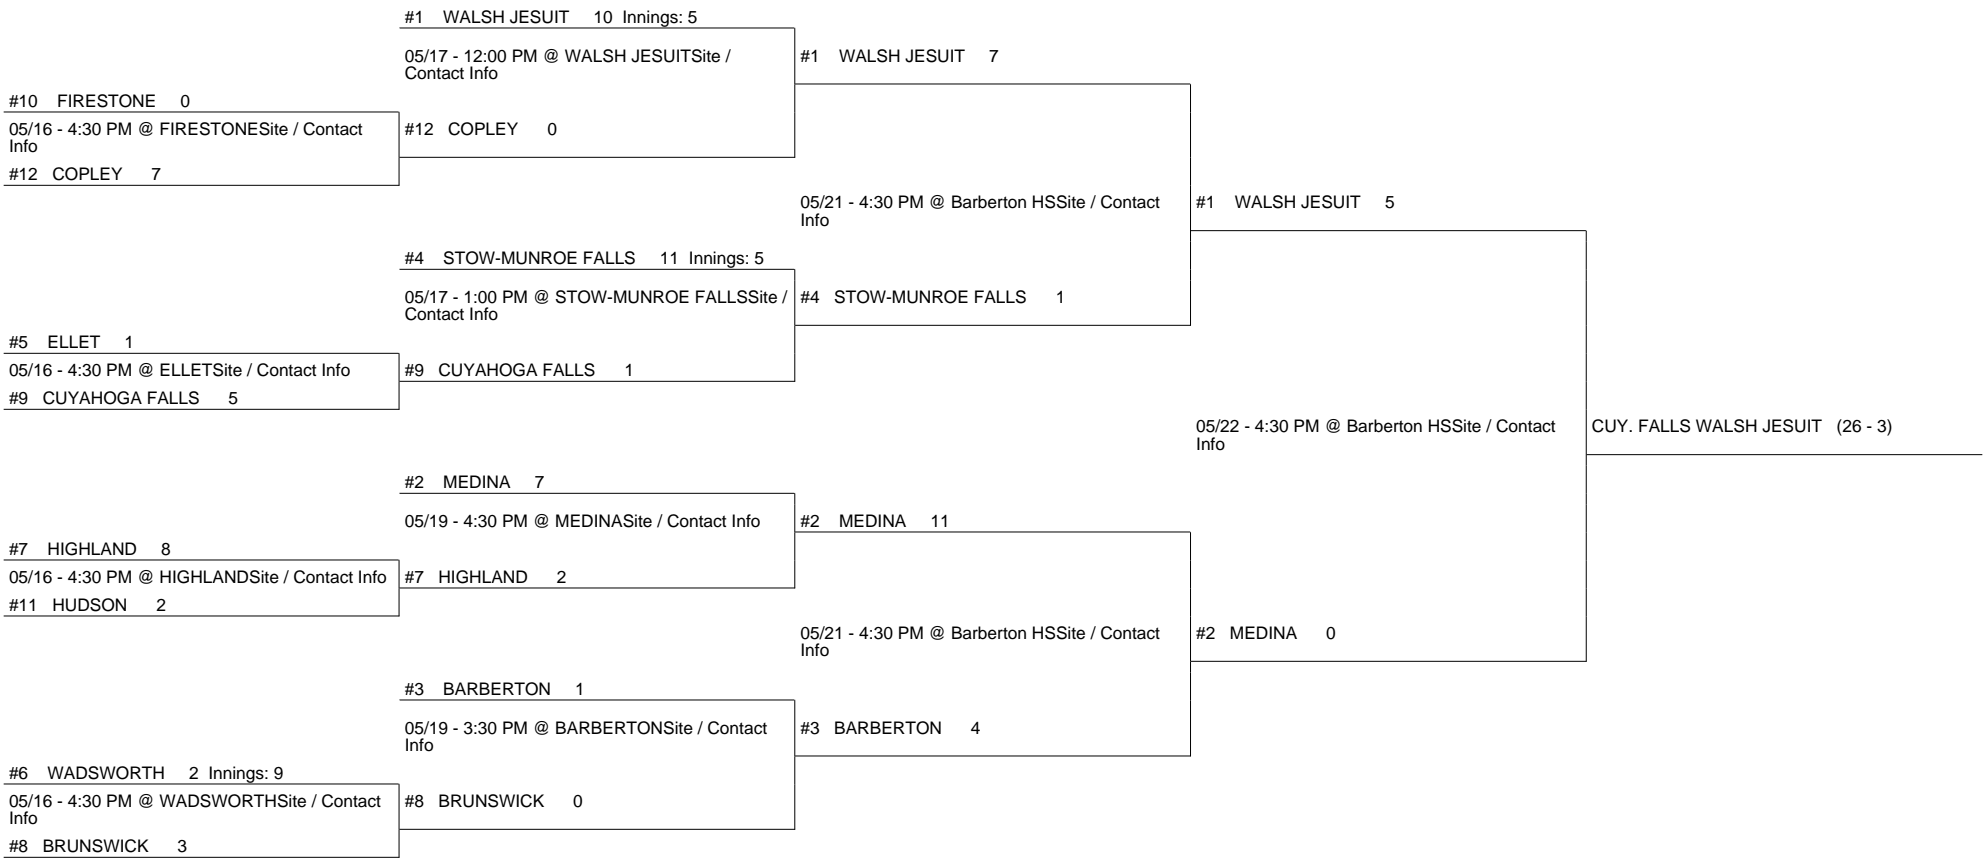 #1 WALSH JESUIT 10 Innings: 5
05/17 - 12:00 PM @ WALSH JESUITSite /
Contact Info
#1 WALSH JESUIT 7
#10 FIRESTONE 0
05/16 - 4:30 PM @ FIRESTONESite / Contact
Info
#12 COPLEY 7
#12 COPLEY 0
05/21 - 4:30 PM @ Barberton HSSite / Contact
Info
#1 WALSH JESUIT 5
#4 STOW-MUNROE FALLS 11 Innings: 5
05/17 - 1:00 PM @ STOW-MUNROE FALLSSite /
Contact Info
#4 STOW-MUNROE FALLS 1
#5 ELLET 1
05/16 - 4:30 PM @ ELLETSite / Contact Info
#9 CUYAHOGA FALLS 5
#9 CUYAHOGA FALLS 1
05/22 - 4:30 PM @ Barberton HSSite / Contact
Info
CUY. FALLS WALSH JESUIT (26 - 3)
#2 MEDINA 7
05/19 - 4:30 PM @ MEDINASite / Contact Info
#2 MEDINA 11
#7 HIGHLAND 8
05/16 - 4:30 PM @ HIGHLANDSite / Contact Info
#11 HUDSON 2
#7 HIGHLAND 2
05/21 - 4:30 PM @ Barberton HSSite / Contact
Info
#2 MEDINA 0
#3 BARBERTON 1
05/19 - 3:30 PM @ BARBERTONSite / Contact
Info
#3 BARBERTON 4
#6 WADSWORTH 2 Innings: 9
05/16 - 4:30 PM @ WADSWORTHSite / Contact
Info
#8 BRUNSWICK 3
#8 BRUNSWICK 0